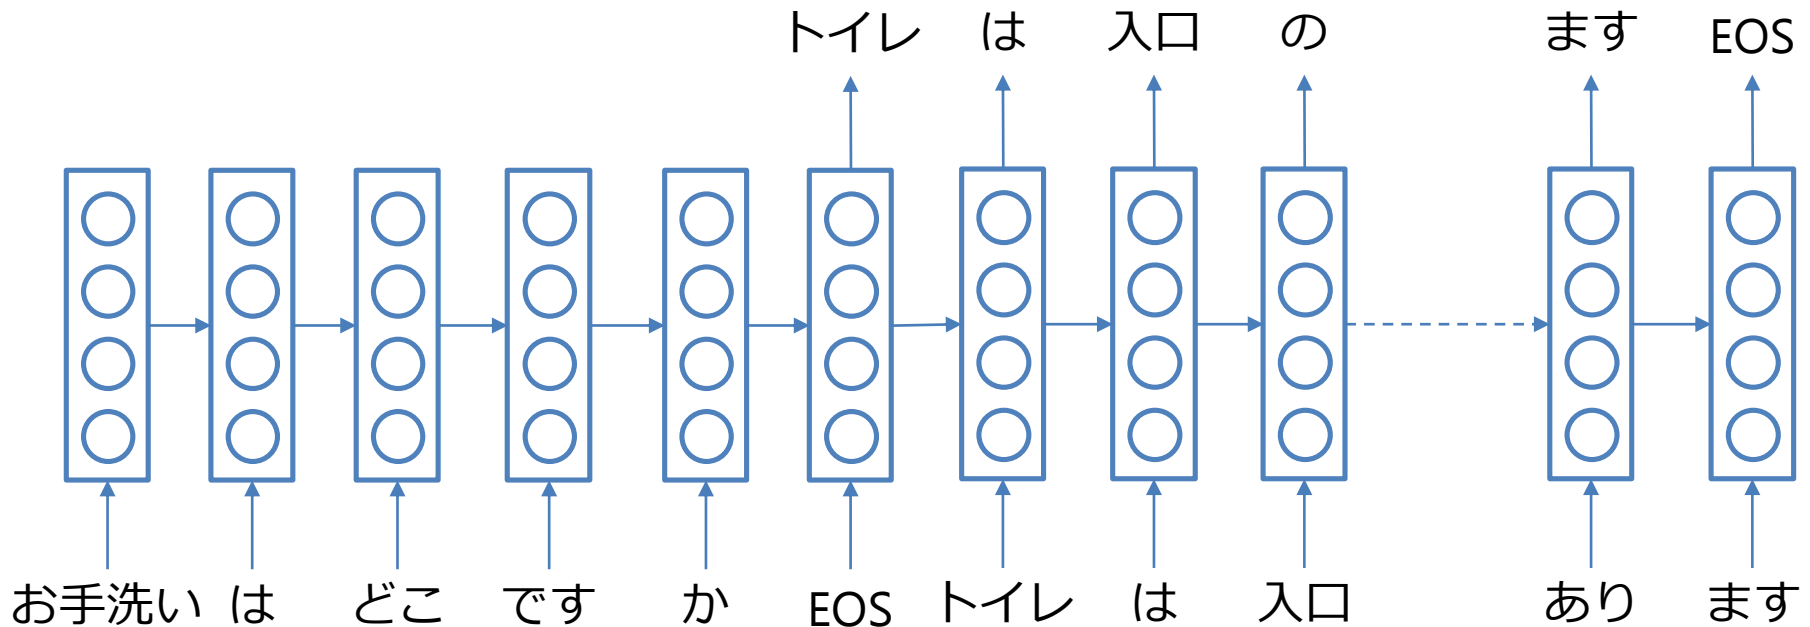 トイレ は 入口 の ます EOS
お手洗い は どこ です か EOS トイレ は 入口 あり ます